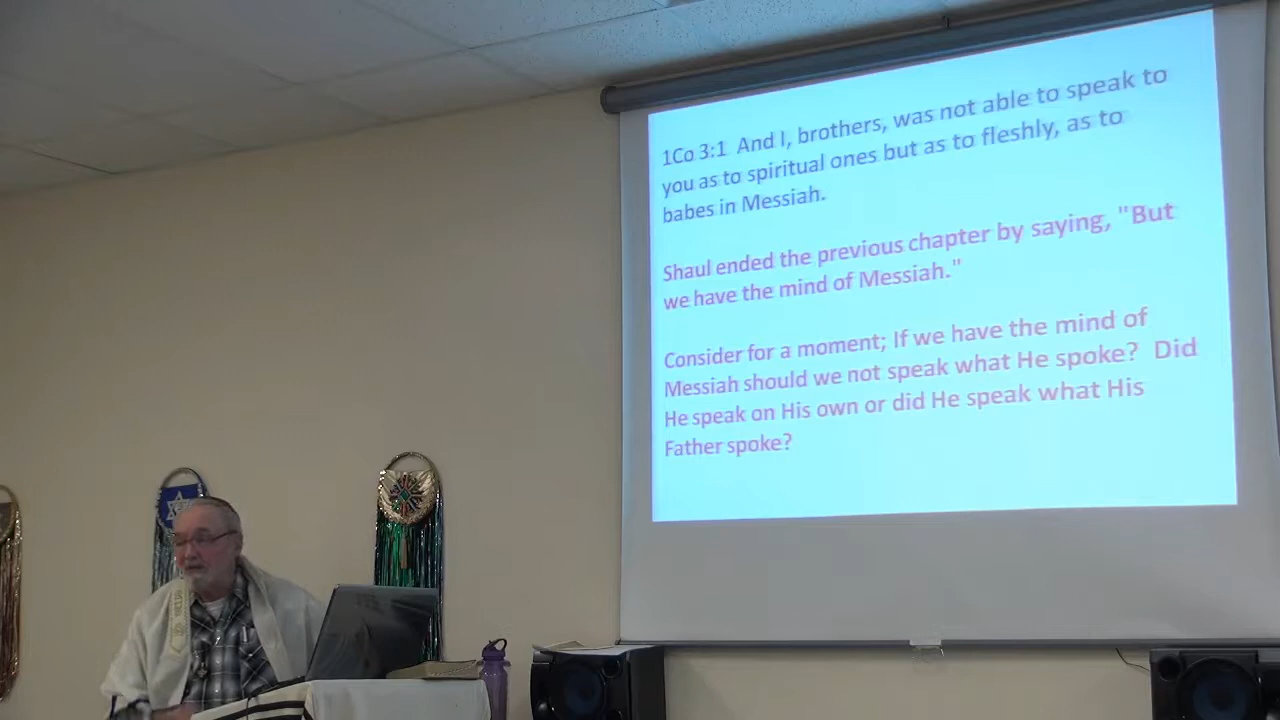 1Co 3:1 And I, brothers, was not able to speak to
you as to spiritual ones but as to fleshly, as to
babes in Messiah.
Shaul ended the previous chapter by saying, "But
we have the mind of Messiah."
Consider for a moment; If we have the mind of
Messiah should we not speak what He spoke? Did
He speak on His own or did He speak what His
Father spoke?